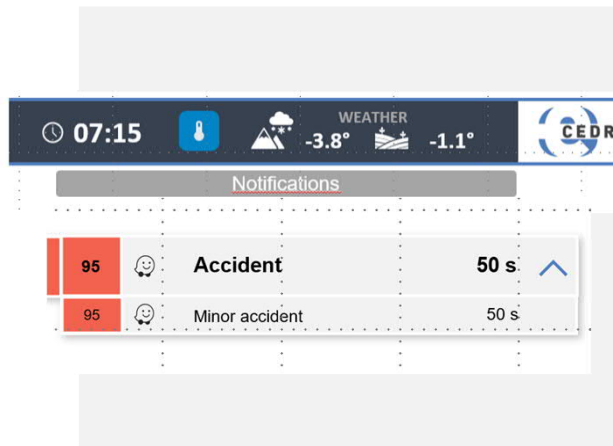 07:15
WEATHER
-3.8°
-1.1°
CEDR
Notifications
95 Accident 50 s
95 Minor accident 50 s